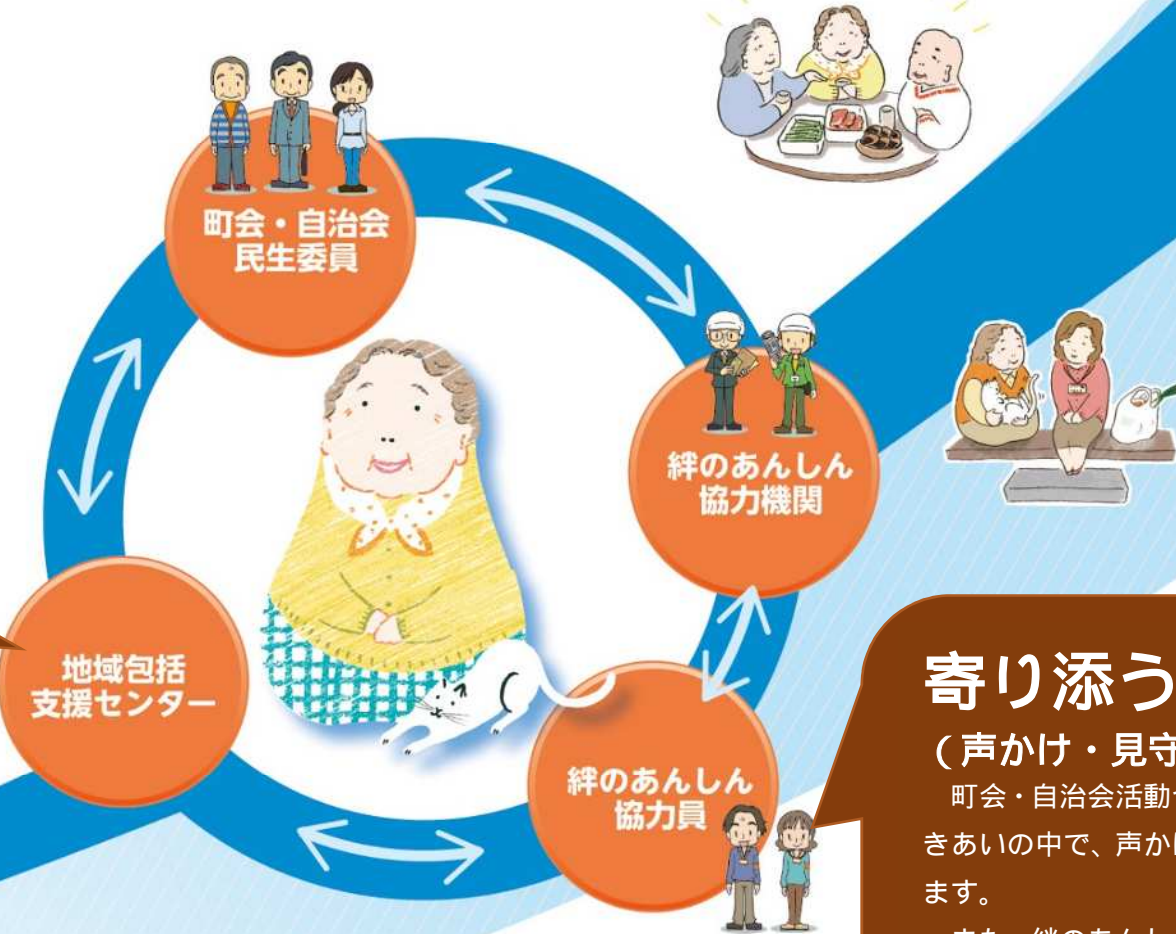 町会・自治会
民生委員
絆のあんしん
協力機関
地域包括
支援センター
絆のあんしん
協力員
寄り添う
(声かけ・見守
町会・自治会活動
きあいの中で、声か
ます。